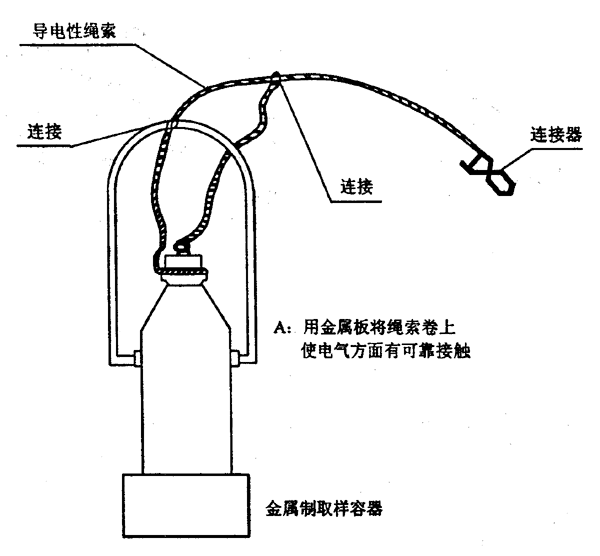 导电性绳索
连接
连接器
连接
A：用金属板将绳索卷上
使电气方面有可靠接触
金属制取样容器